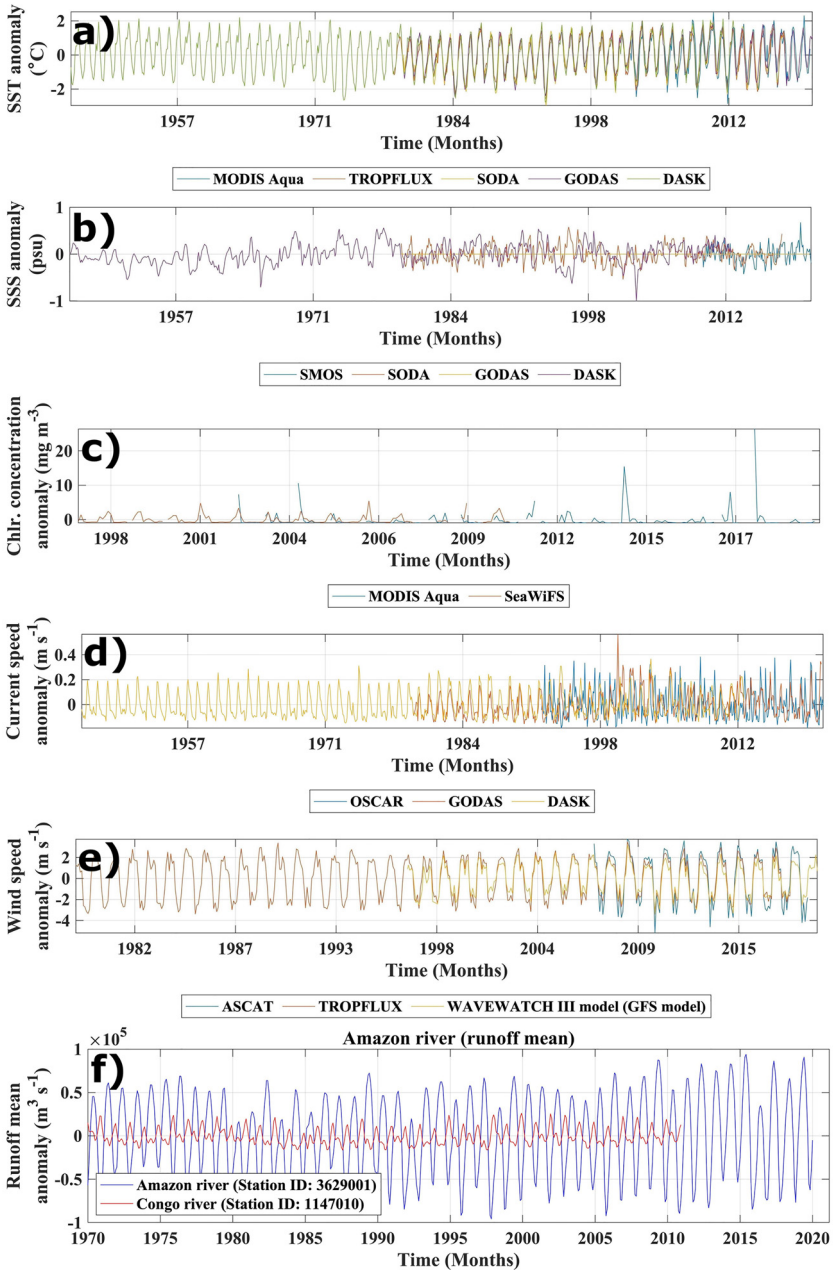 a)
SST anomaly
(°C)
2
0
-2
1957 1971 1984 1998 2012
Time (Months)
MODIS Aqua TROPFLUX SODA GODAS DASK
b)
SSS anomaly
(psu)
1
0
-1
1957 1971 1984 1998 2012
Time (Months)
SMOS SODA GODAS DASK
c)
Chlr. concentration
anomaly (mg m⁻³)
20
10
0
1998 2001 2004 2006 2009 2012 2015 2017
Time (Months)
MODIS Aqua SeaWiFS
d)
Current speed
anomaly (m s⁻¹)
0.4
0.2
0
1957 1971 1984 1998 2012
Time (Months)
OSCAR GODAS DASK
e)
Wind speed
anomaly (m s⁻¹)
2
0
-2
-4
1982 1987 1993 1998 2004 2009 2015
Time (Months)
ASCAT TROPFLUX WAVEWATCH III model (GFS model)
×10⁵
Amazon river (runoff mean)
f)
Runoff mean
anomaly (m³ s⁻¹)
1
0.5
0
-0.5
-1
Amazon river (Station ID: 3629001)
Congo river (Station ID: 1147010)
1970 1975 1980 1985 1990 1995 2000 2005 2010 2015 2020
Time (Months)